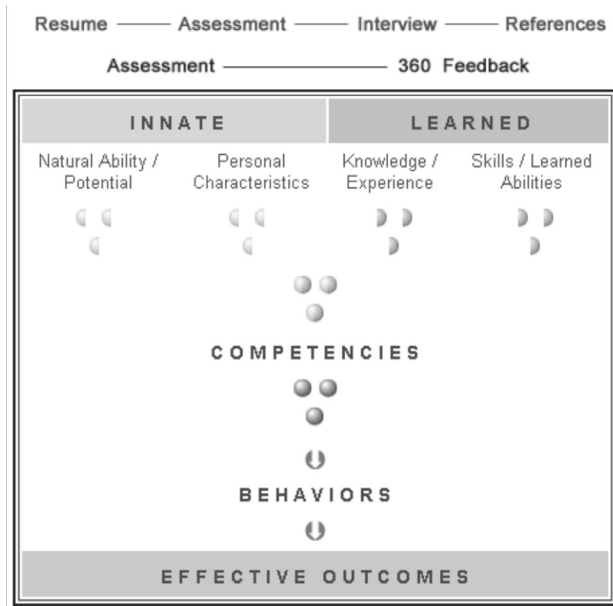 Resume Assessment Interview References
Assessment 360 Feedback
INNATE LEARNED
Natural Ability / Personal Knowledge / Skills / Learned
Potential Characteristics Experience Abilities
COMPETENCIES
BEHAVIORS
EFFECTIVE OUTCOMES